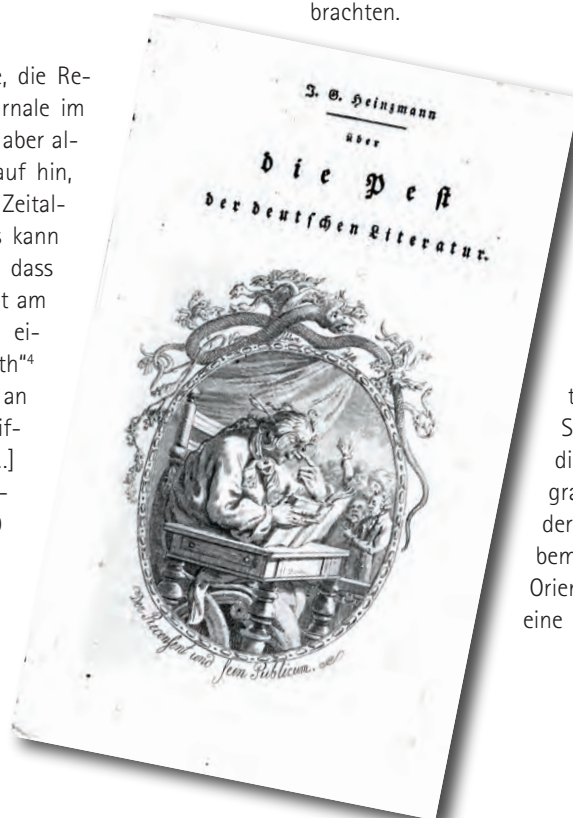 brachten.
e, die Re-
rnale im
aber al-
auf hin,
Zeital-
s kann
dass
t am
ei-
th"4
an
if-
.]
-
)
J. G. Heinzmann
über
die Pest
der deutschen Literatur.
Der Recensent und sein Publicum.
t
S
di
gra
der
bem
Orier
eine